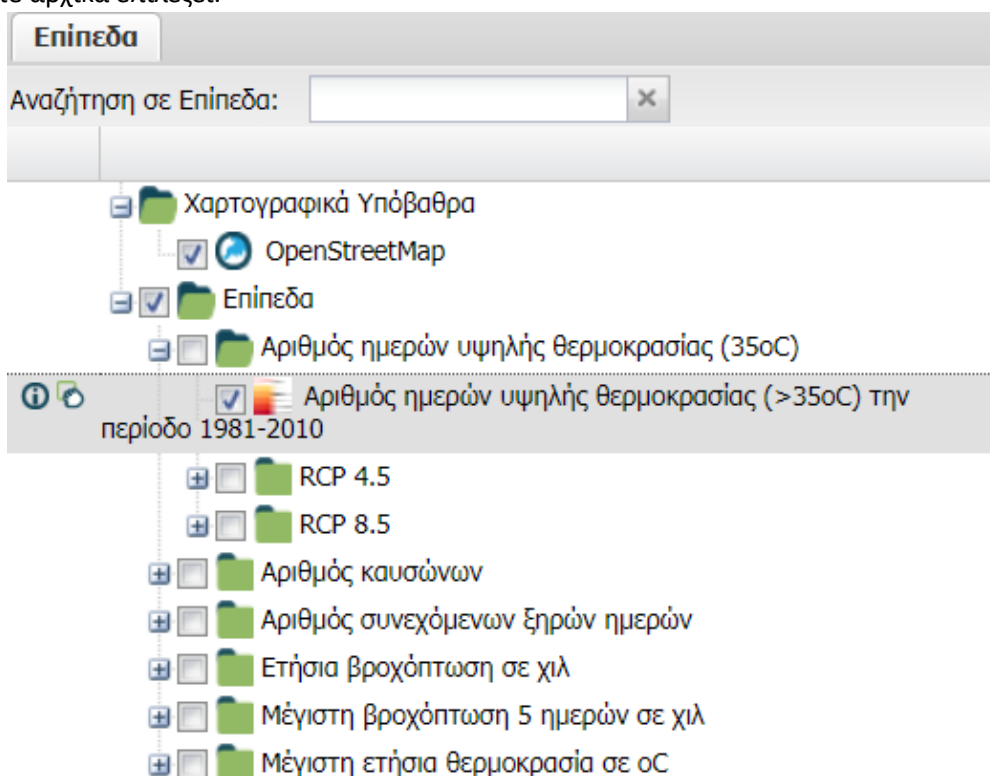 αρχικά επιλέξει.
Επίπεδα
Αναζήτηση σε Επίπεδα:
Χαρτογραφικά Υπόβαθρα
OpenStreetMap
Επίπεδα
Αριθμός ημερών υψηλής θερμοκρασίας (35oC)
Αριθμός ημερών υψηλής θερμοκρασίας (>35oC) την
περίοδο 1981-2010
RCP 4.5
RCP 8.5
Αριθμός καυσώνων
Αριθμός συνεχόμενων ξηρών ημερών
Ετήσια βροχόπτωση σε χιλ
Μέγιστη βροχόπτωση 5 ημερών σε χιλ
Μέγιστη ετήσια θερμοκρασία σε oC